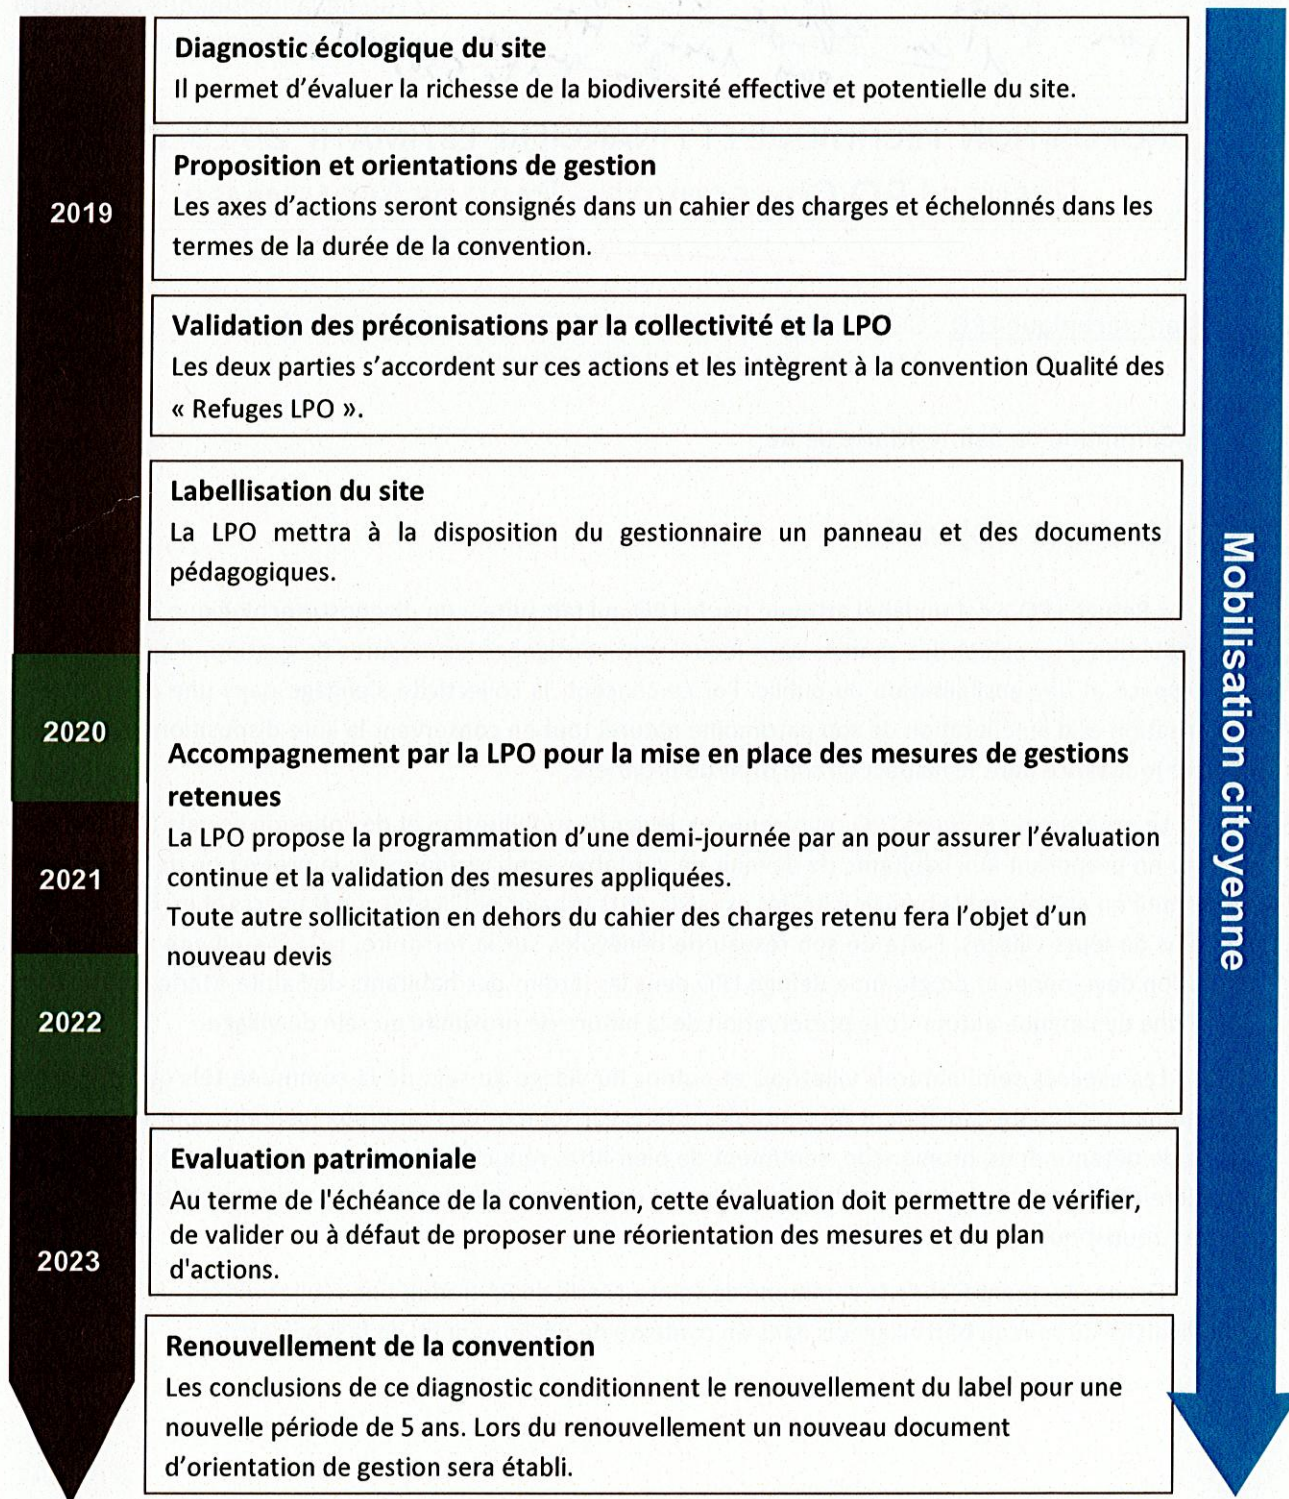 Diagnostic écologique du site
Il permet d'évaluer la richesse de la biodiversité effective et potentielle du site.
2019
Proposition et orientations de gestion
Les axes d'actions seront consignés dans un cahier des charges et échelonnés dans les
termes de la durée de la convention.
Validation des préconisations par la collectivité et la LPO
Les deux parties s'accordent sur ces actions et les intègrent à la convention Qualité des
« Refuges LPO ».
Labellisation du site
La LPO mettra à la disposition du gestionnaire un panneau et des documents
pédagogiques.
2020
2021
2022
Accompagnement par la LPO pour la mise en place des mesures de gestions
retenues
La LPO propose la programmation d'une demi-journée par an pour assurer l'évaluation
continue et la validation des mesures appliquées.
Toute autre sollicitation en dehors du cahier des charges retenu fera l'objet d'un
nouveau devis
2023
Evaluation patrimoniale
Au terme de l'échéance de la convention, cette évaluation doit permettre de vérifier,
de valider ou à défaut de proposer une réorientation des mesures et du plan
d'actions.
Renouvellement de la convention
Les conclusions de ce diagnostic conditionnent le renouvellement du label pour une
nouvelle période de 5 ans. Lors du renouvellement un nouveau document
d'orientation de gestion sera établi.
Mobilisation citoyenne